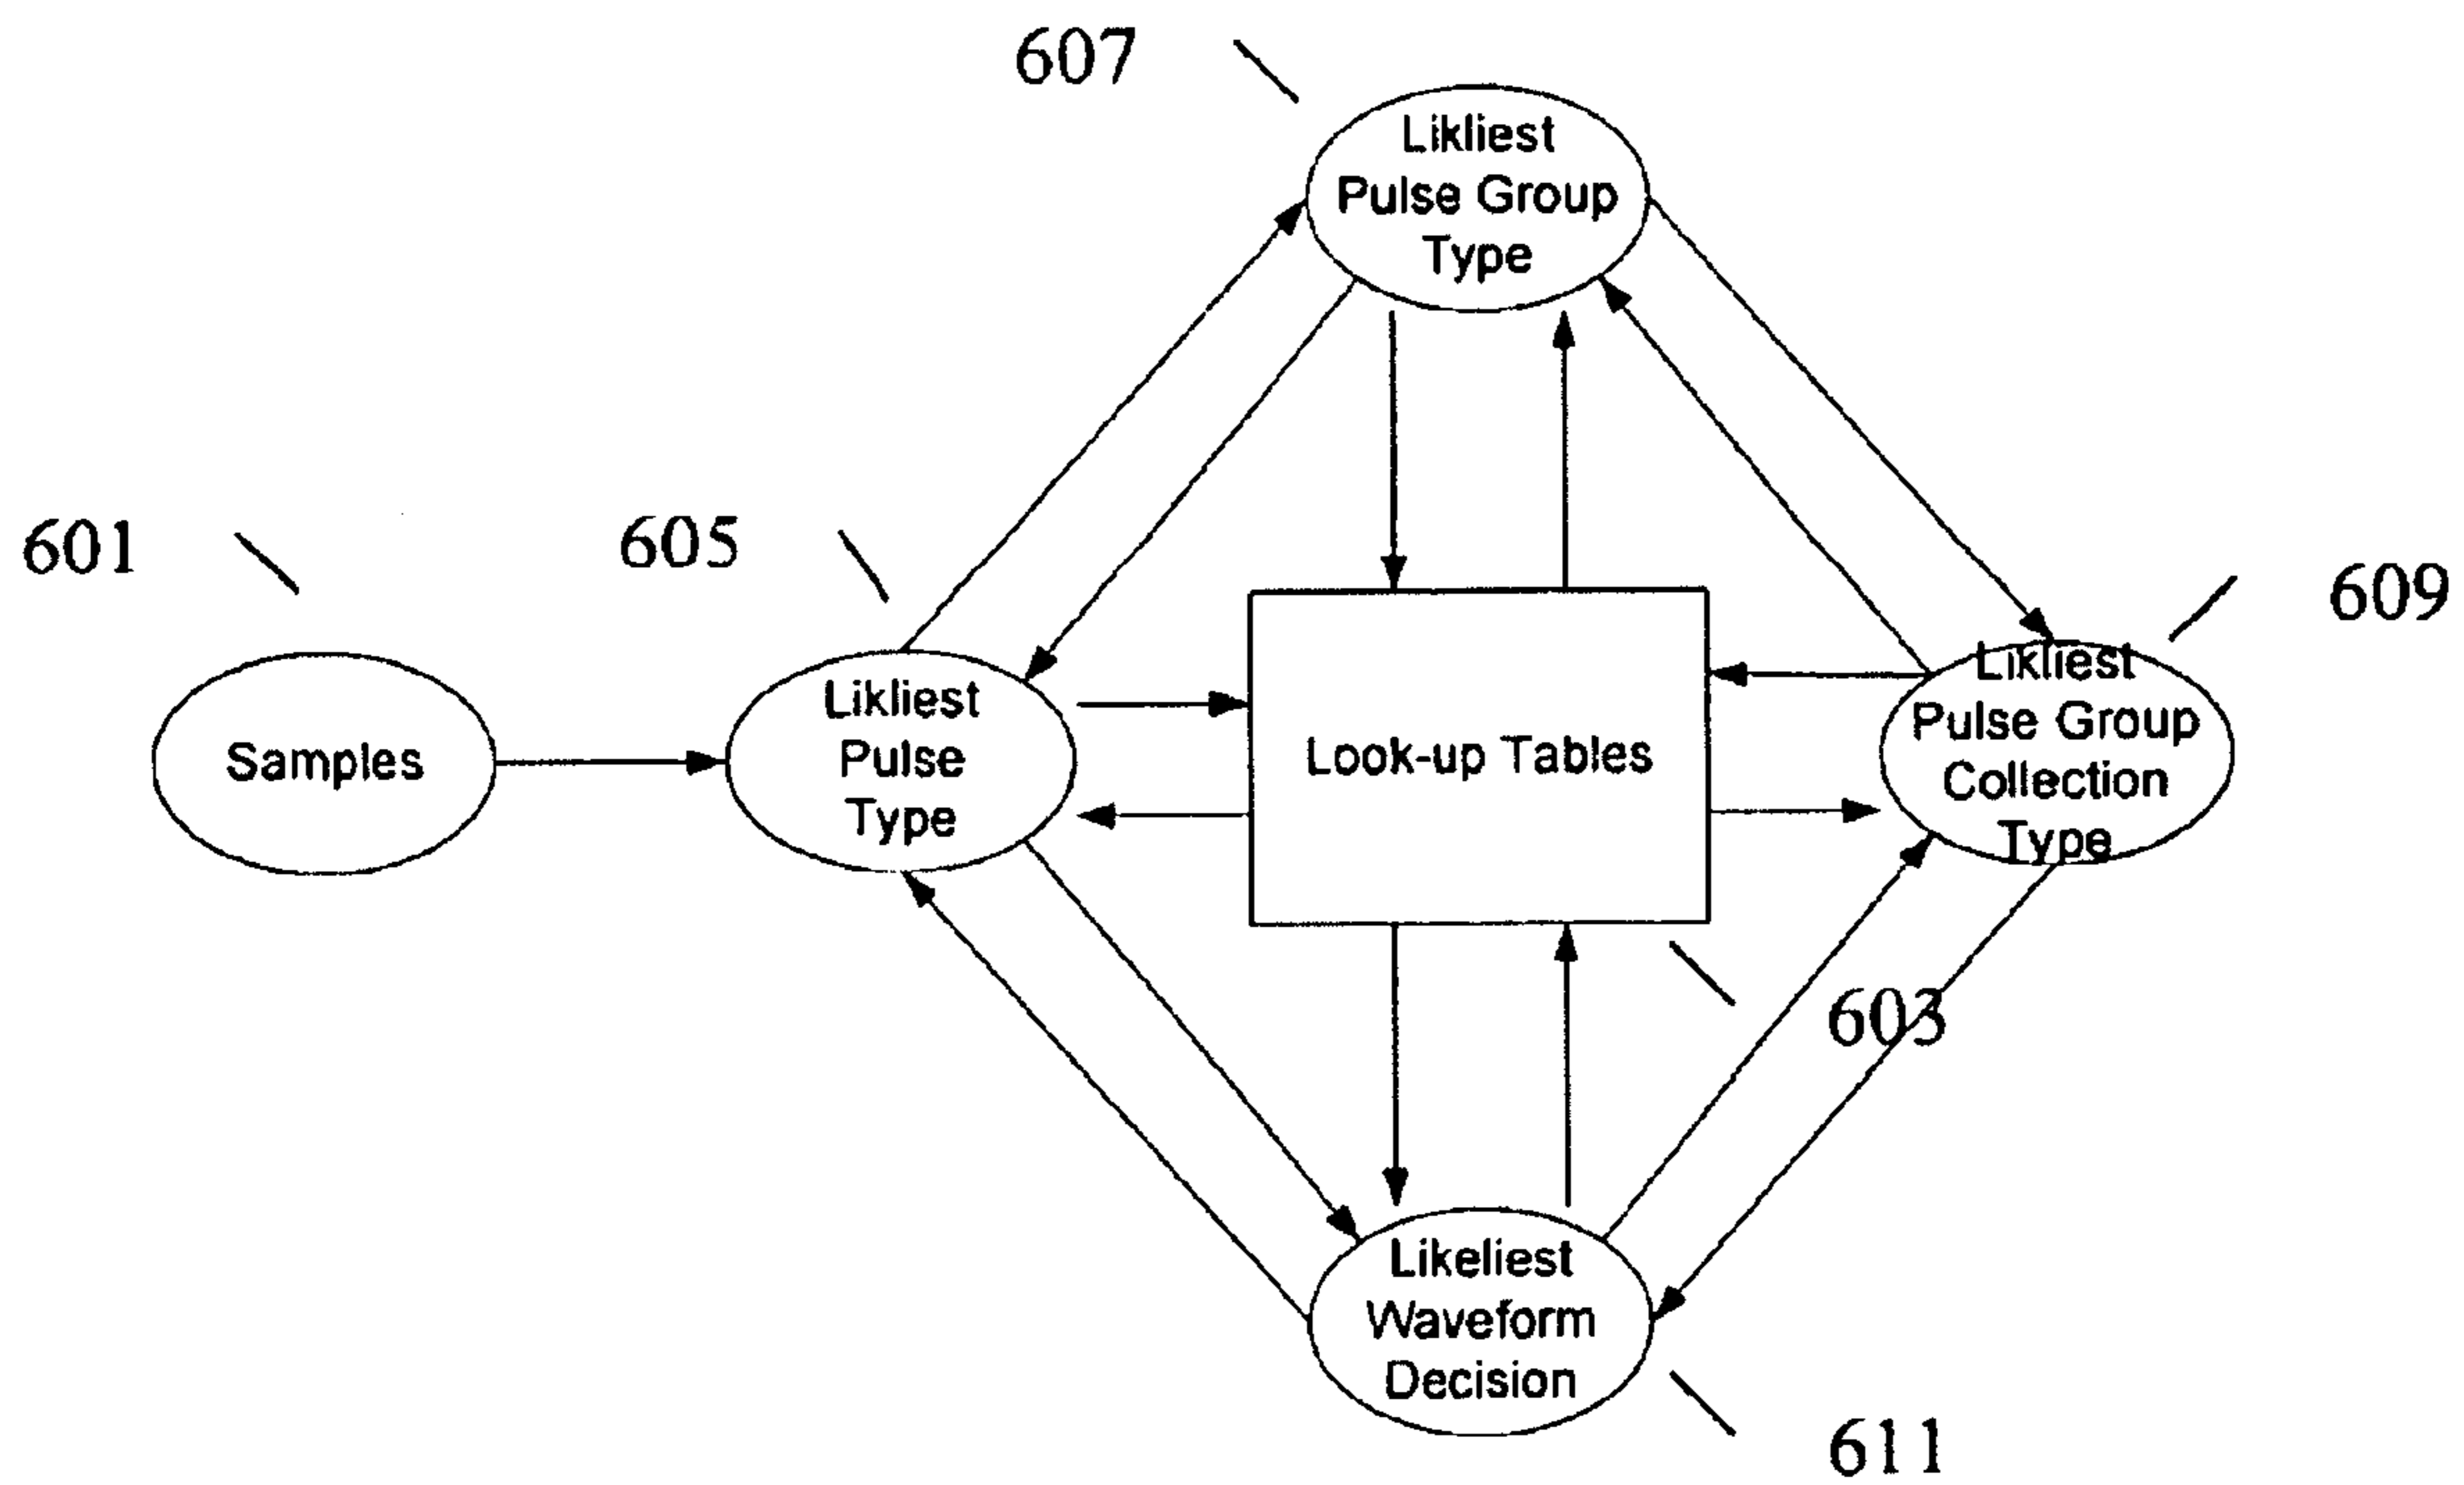 607
Likliest
Pulse Group
Type
601
605
609
Samples
Likliest
Pulse
Type
Look-up Tables
Likliest
Pulse Group
Collection
Type
603
Likeliest
Waveform
Decision
611